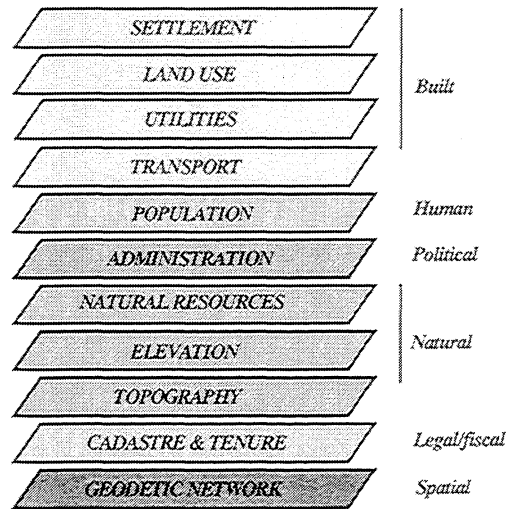 SETTLEMENT
LAND USE
Built
UTILITIES
TRANSPORT
POPULATION
Human
ADMINISTRATION
Political
NATURAL RESOURCES
ELEVATION
Natural
TOPOGRAPHY
CADASTRE & TENURE
Legal/fiscal
GEODETIC NETWORK
Spatial